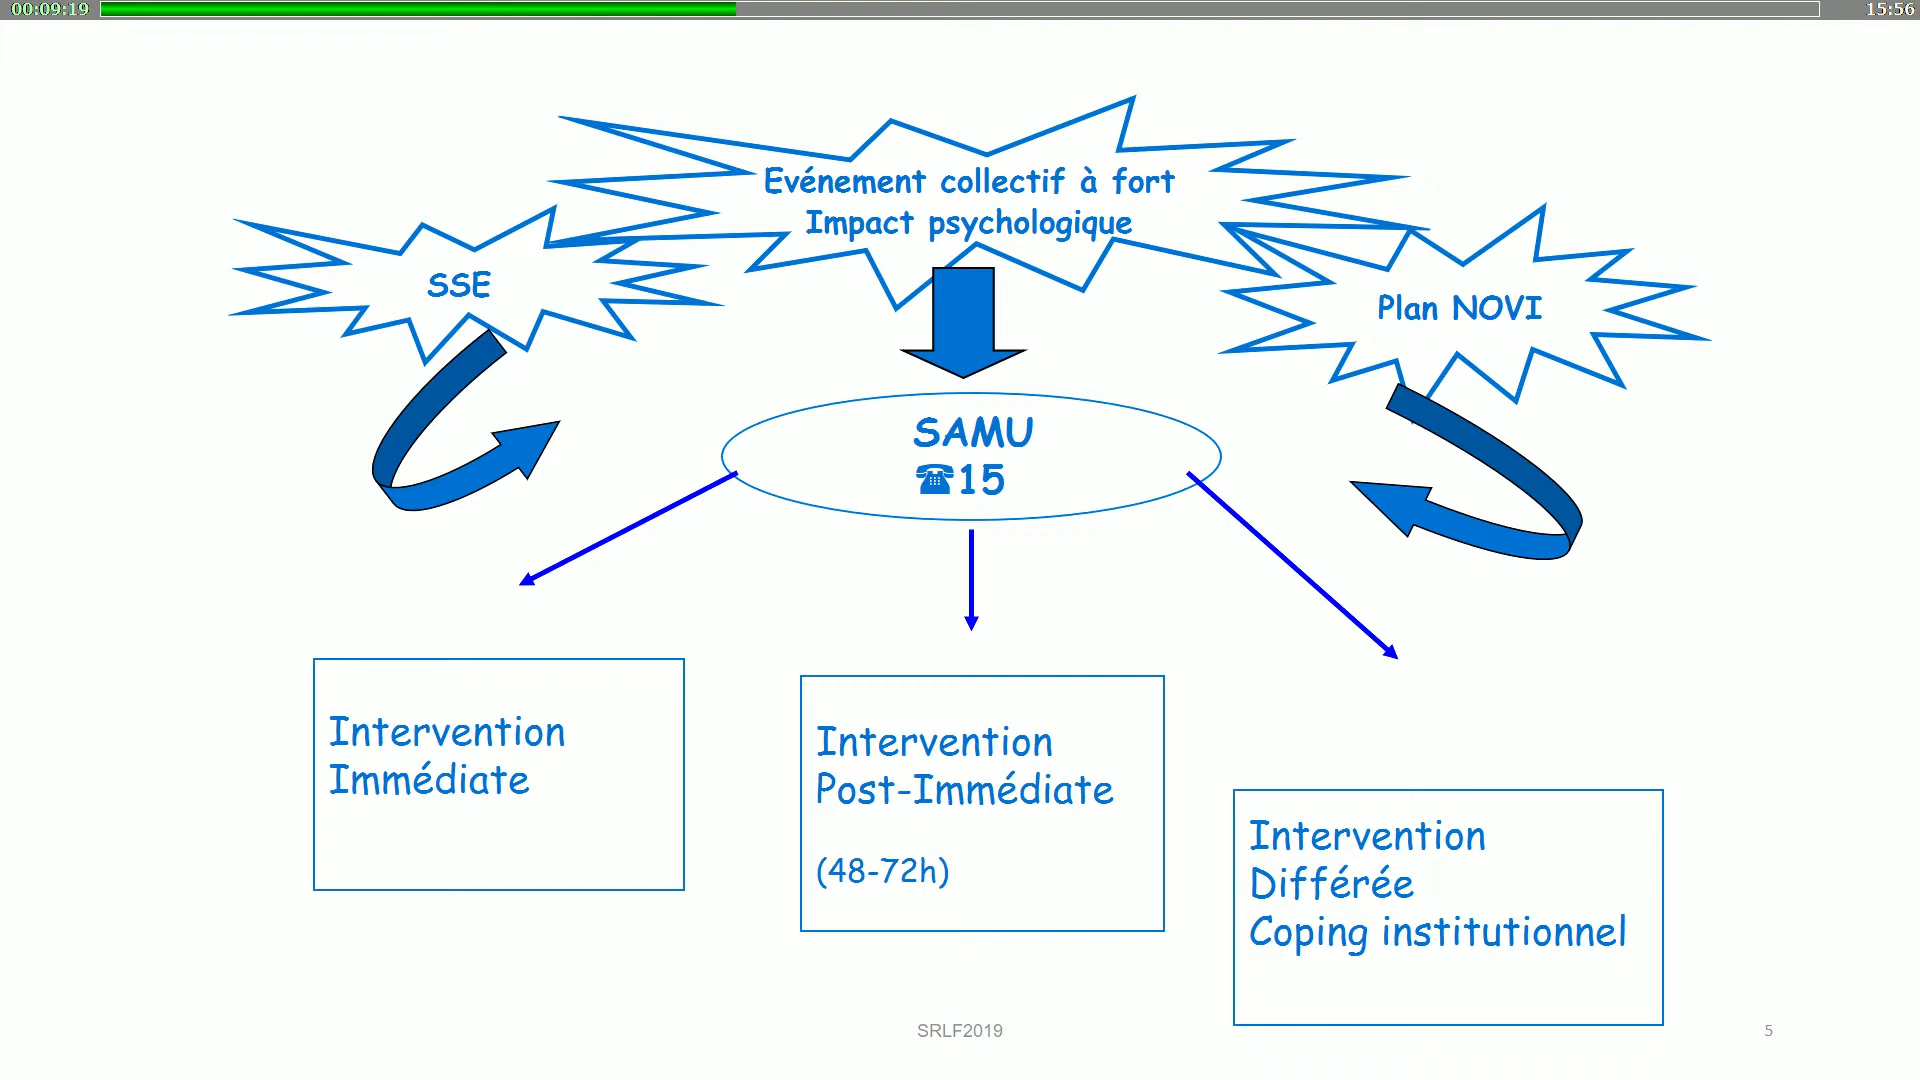 00:09:19
15:56
Evénement collectif à fort
Impact psychologique
SSE
Plan NOVI
SAMU
☎15
Intervention
Immédiate
Intervention
Post-Immédiate
(48-72h)
Intervention
Différée
Coping institutionnel
SRLF2019
5